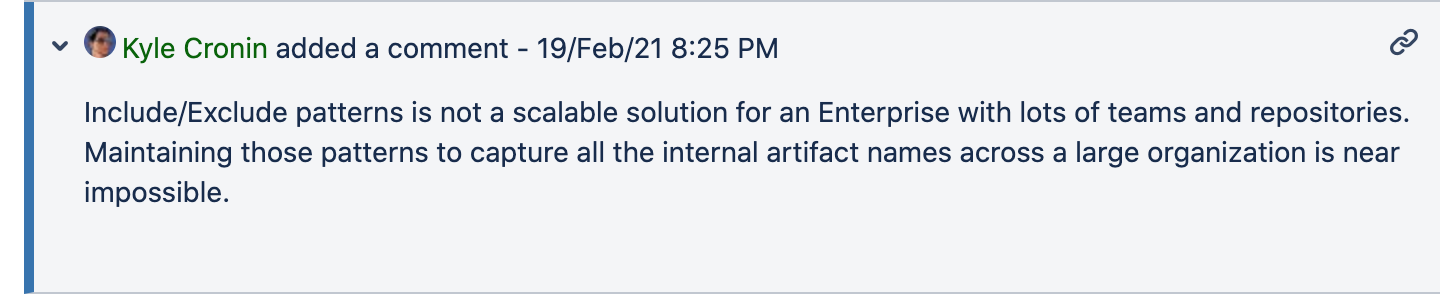 Kyle Cronin added a comment - 19/Feb/21 8:25 PM
Include/Exclude patterns is not a scalable solution for an Enterprise with lots of teams and repositories.
Maintaining those patterns to capture all the internal artifact names across a large organization is near
impossible.